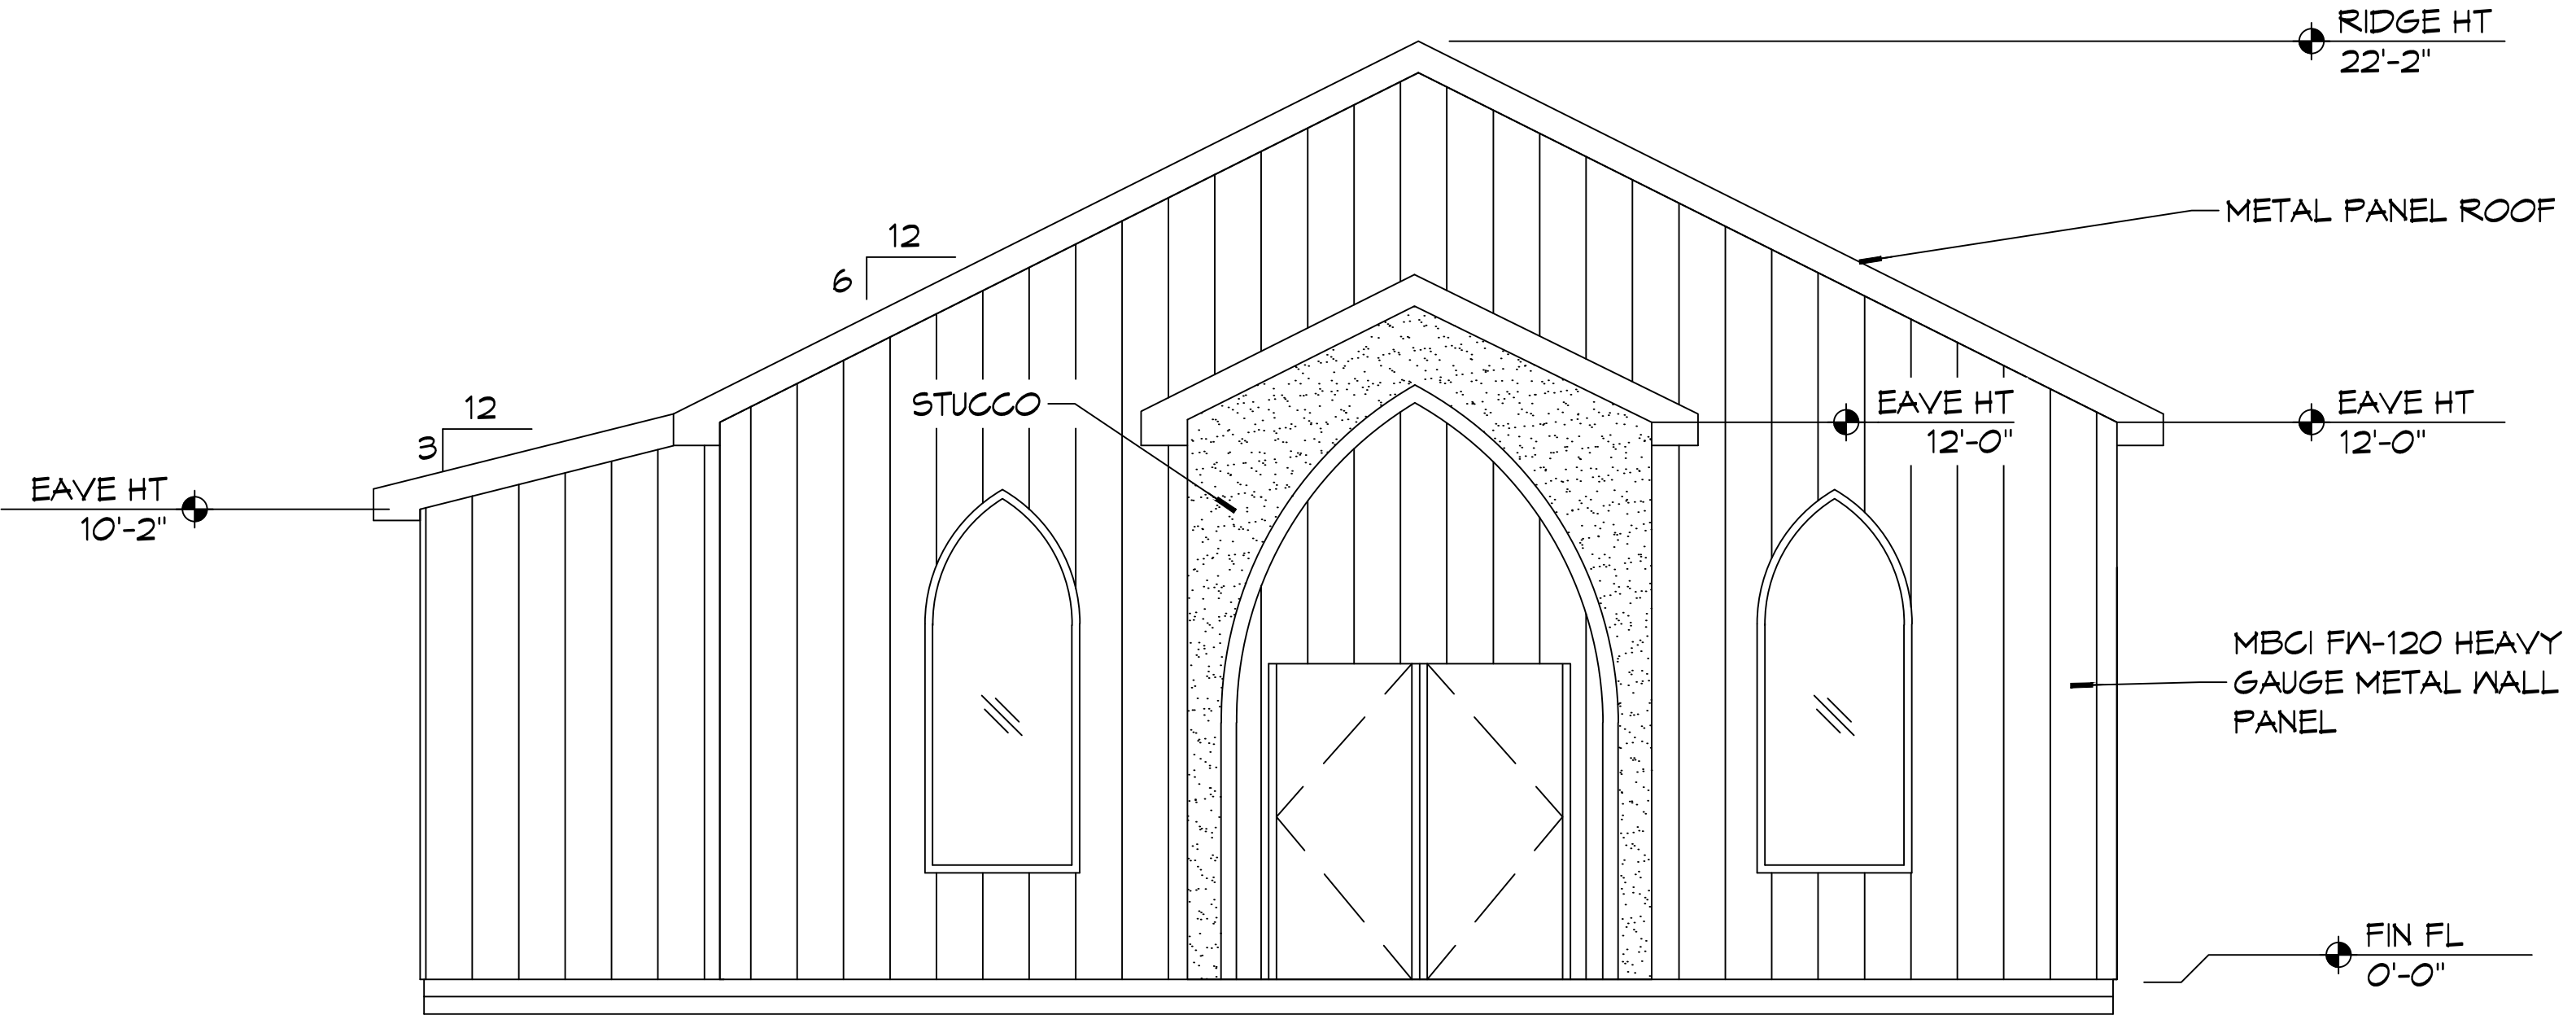 RIDGE HT
22'-2"
METAL PANEL ROOF
12
6
12
3
STUCCO
EAVE HT
12'-0"
EAVE HT
12'-0"
EAVE HT
10'-2"
MBCI FW-120 HEAVY
GAUGE METAL WALL
PANEL
FIN FL
0'-0"